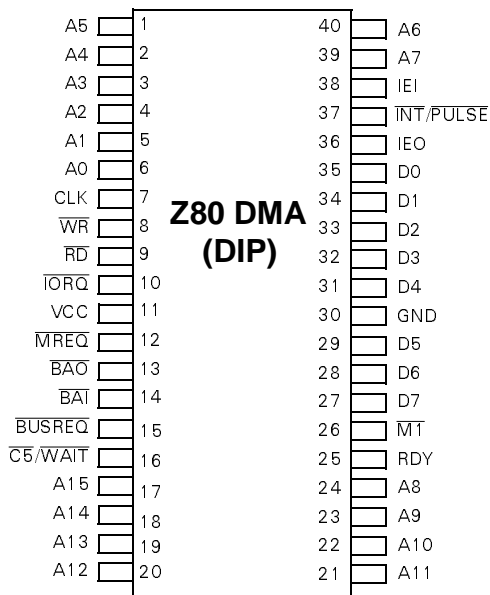 A5 1 40 A6
A4 2 39 A7
A3 3 38 IEI
A2 4 37 INT/PULSE
A1 5 36 IEO
A0 6 35 D0
CLK 7 34 D1
WR 8 Z80 DMA 33 D2
RD 9 (DIP) 32 D3
IORQ 10 31 D4
VCC 11 30 GND
MREQ 12 29 D5
BAO 13 28 D6
BAI 14 27 D7
BUSREQ 15 26 M1
C5/WAIT 16 25 RDY
A15 17 24 A8
A14 18 23 A9
A13 19 22 A10
A12 20 21 A11